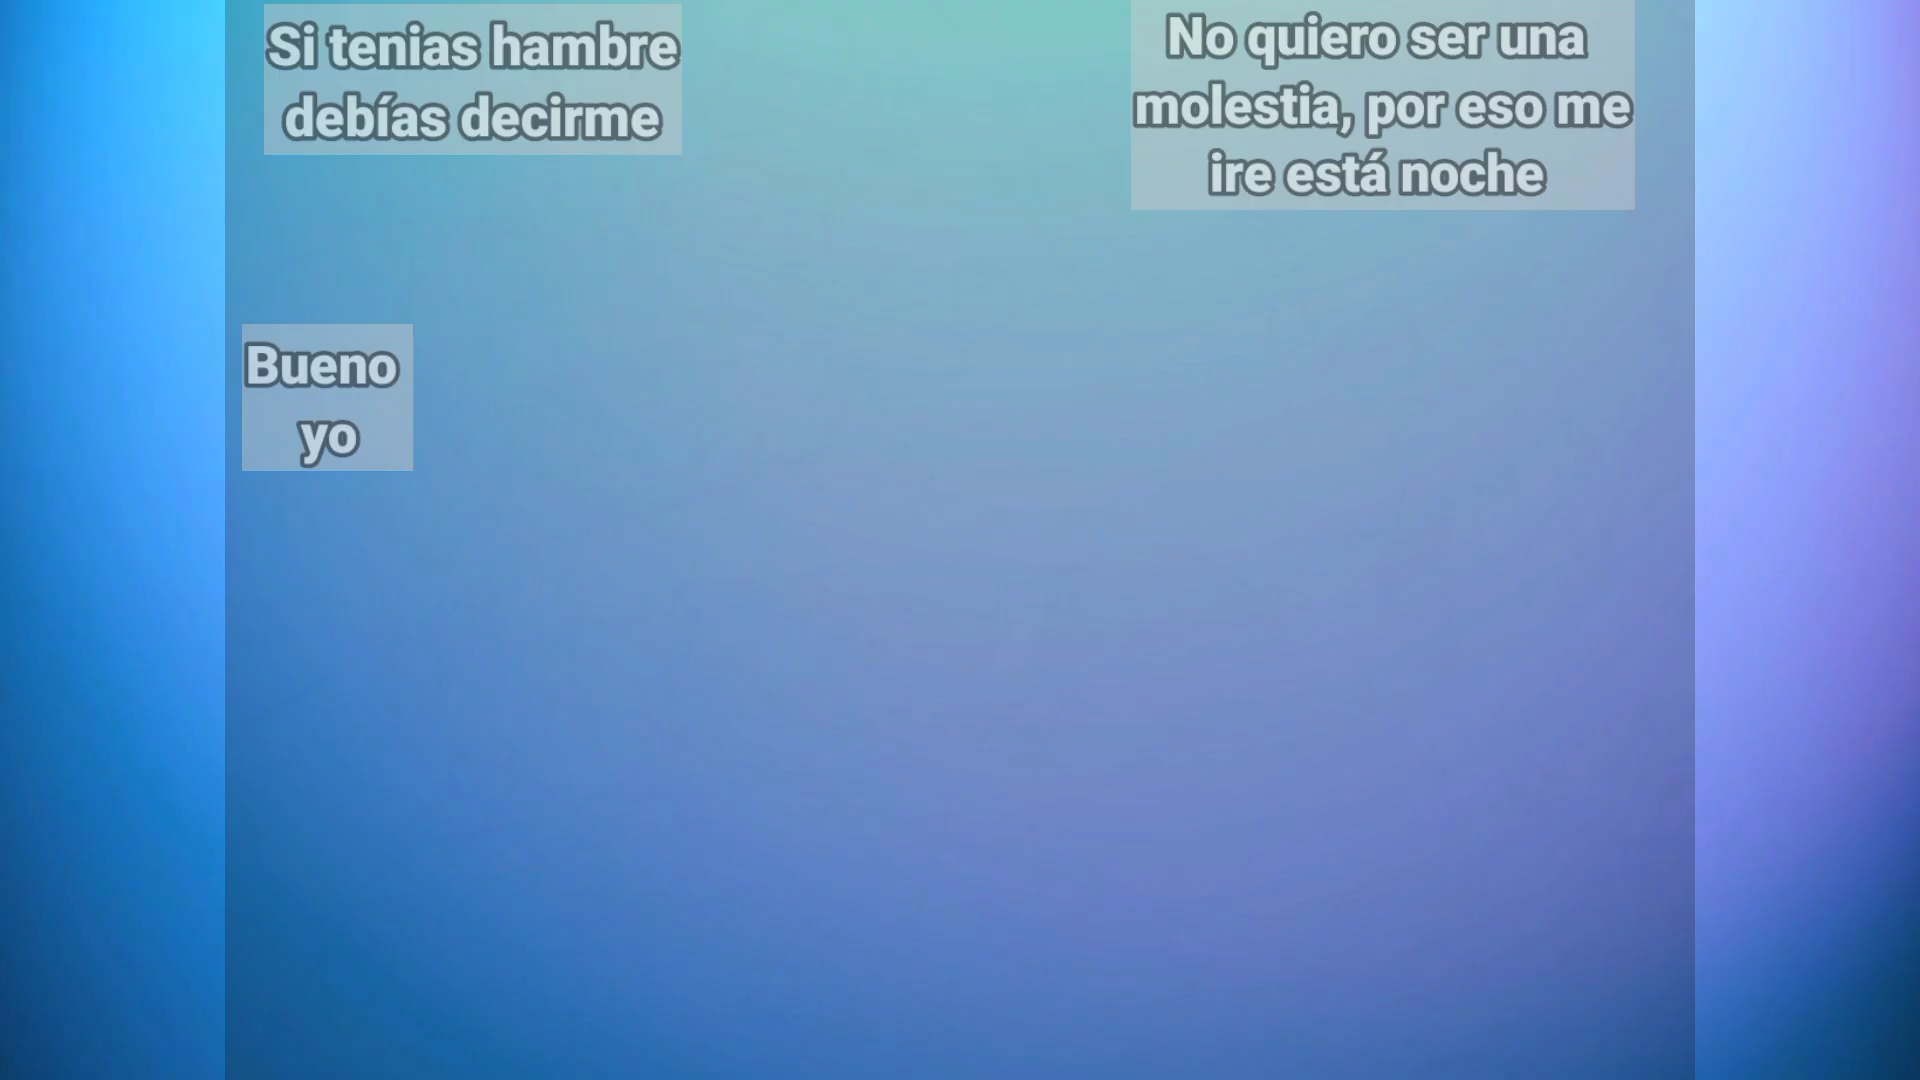 Si tenias hambre
debías decirme
No quiero ser una
molestia, por eso me
ire está noche
Bueno
yo